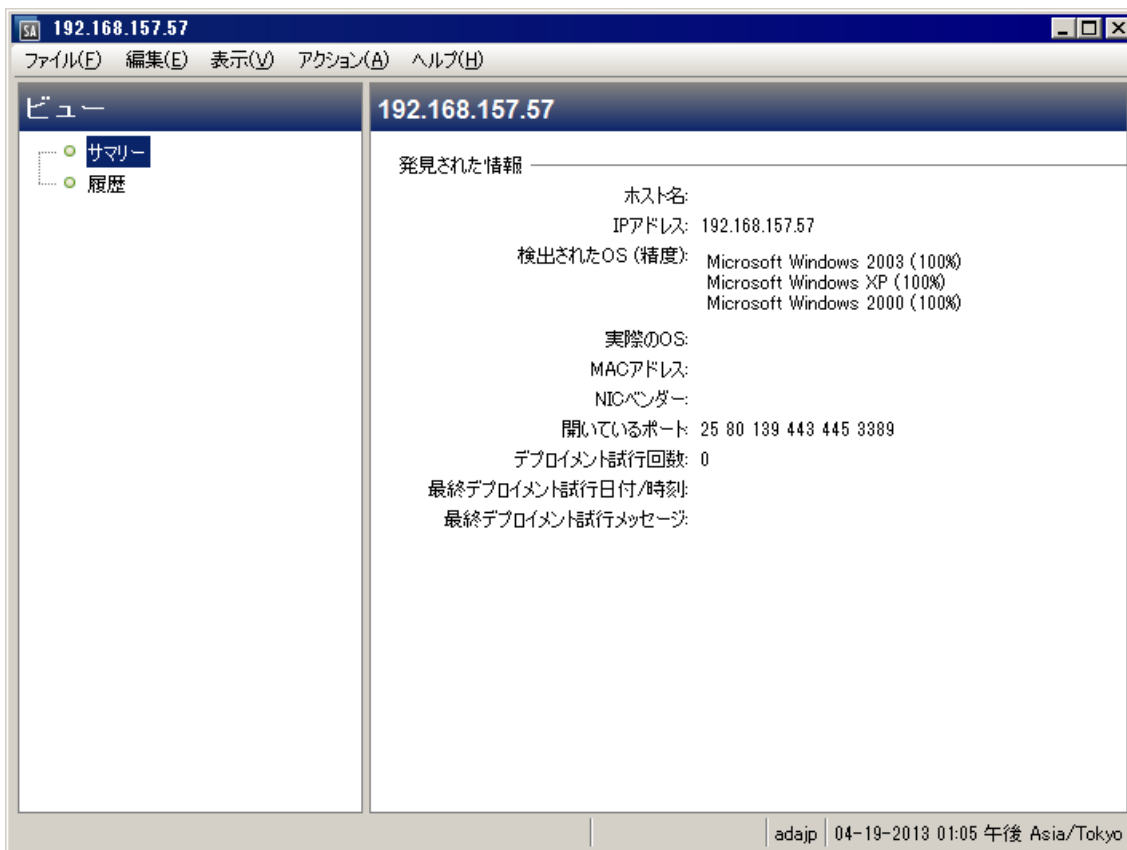 SA 192.168.157.57
ファイル(F) 編集(E) 表示(V) アクション(A) ヘルプ(H)
ビュー
サマリー
履歴
192.168.157.57
発見された情報
ホスト名:
IPアドレス: 192.168.157.57
検出されたOS (精度): Microsoft Windows 2003 (100%)
Microsoft Windows XP (100%)
Microsoft Windows 2000 (100%)
実際のOS:
MACアドレス:
NICベンダー:
開いているポート: 25 80 139 443 445 3389
デプロイメント試行回数: 0
最終デプロイメント試行日付/時刻:
最終デプロイメント試行メッセージ:
adajp 04-19-2013 01:05 午後 Asia/Tokyo